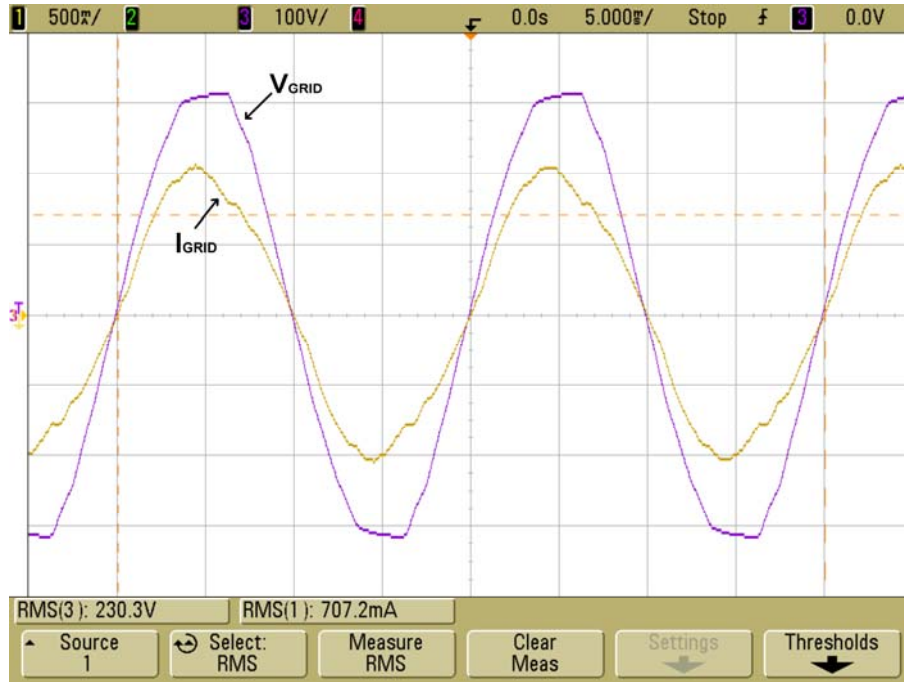 1 500mA/ 2 3 100V/ 4 0.0s 5.000ms/ Stop 3 0.0V
VGRID
IGRID
T
3
RMS(3): 230.3V RMS(1): 707.2mA
Source Select: Measure Clear Settings Thresholds
1 RMS RMS Meas